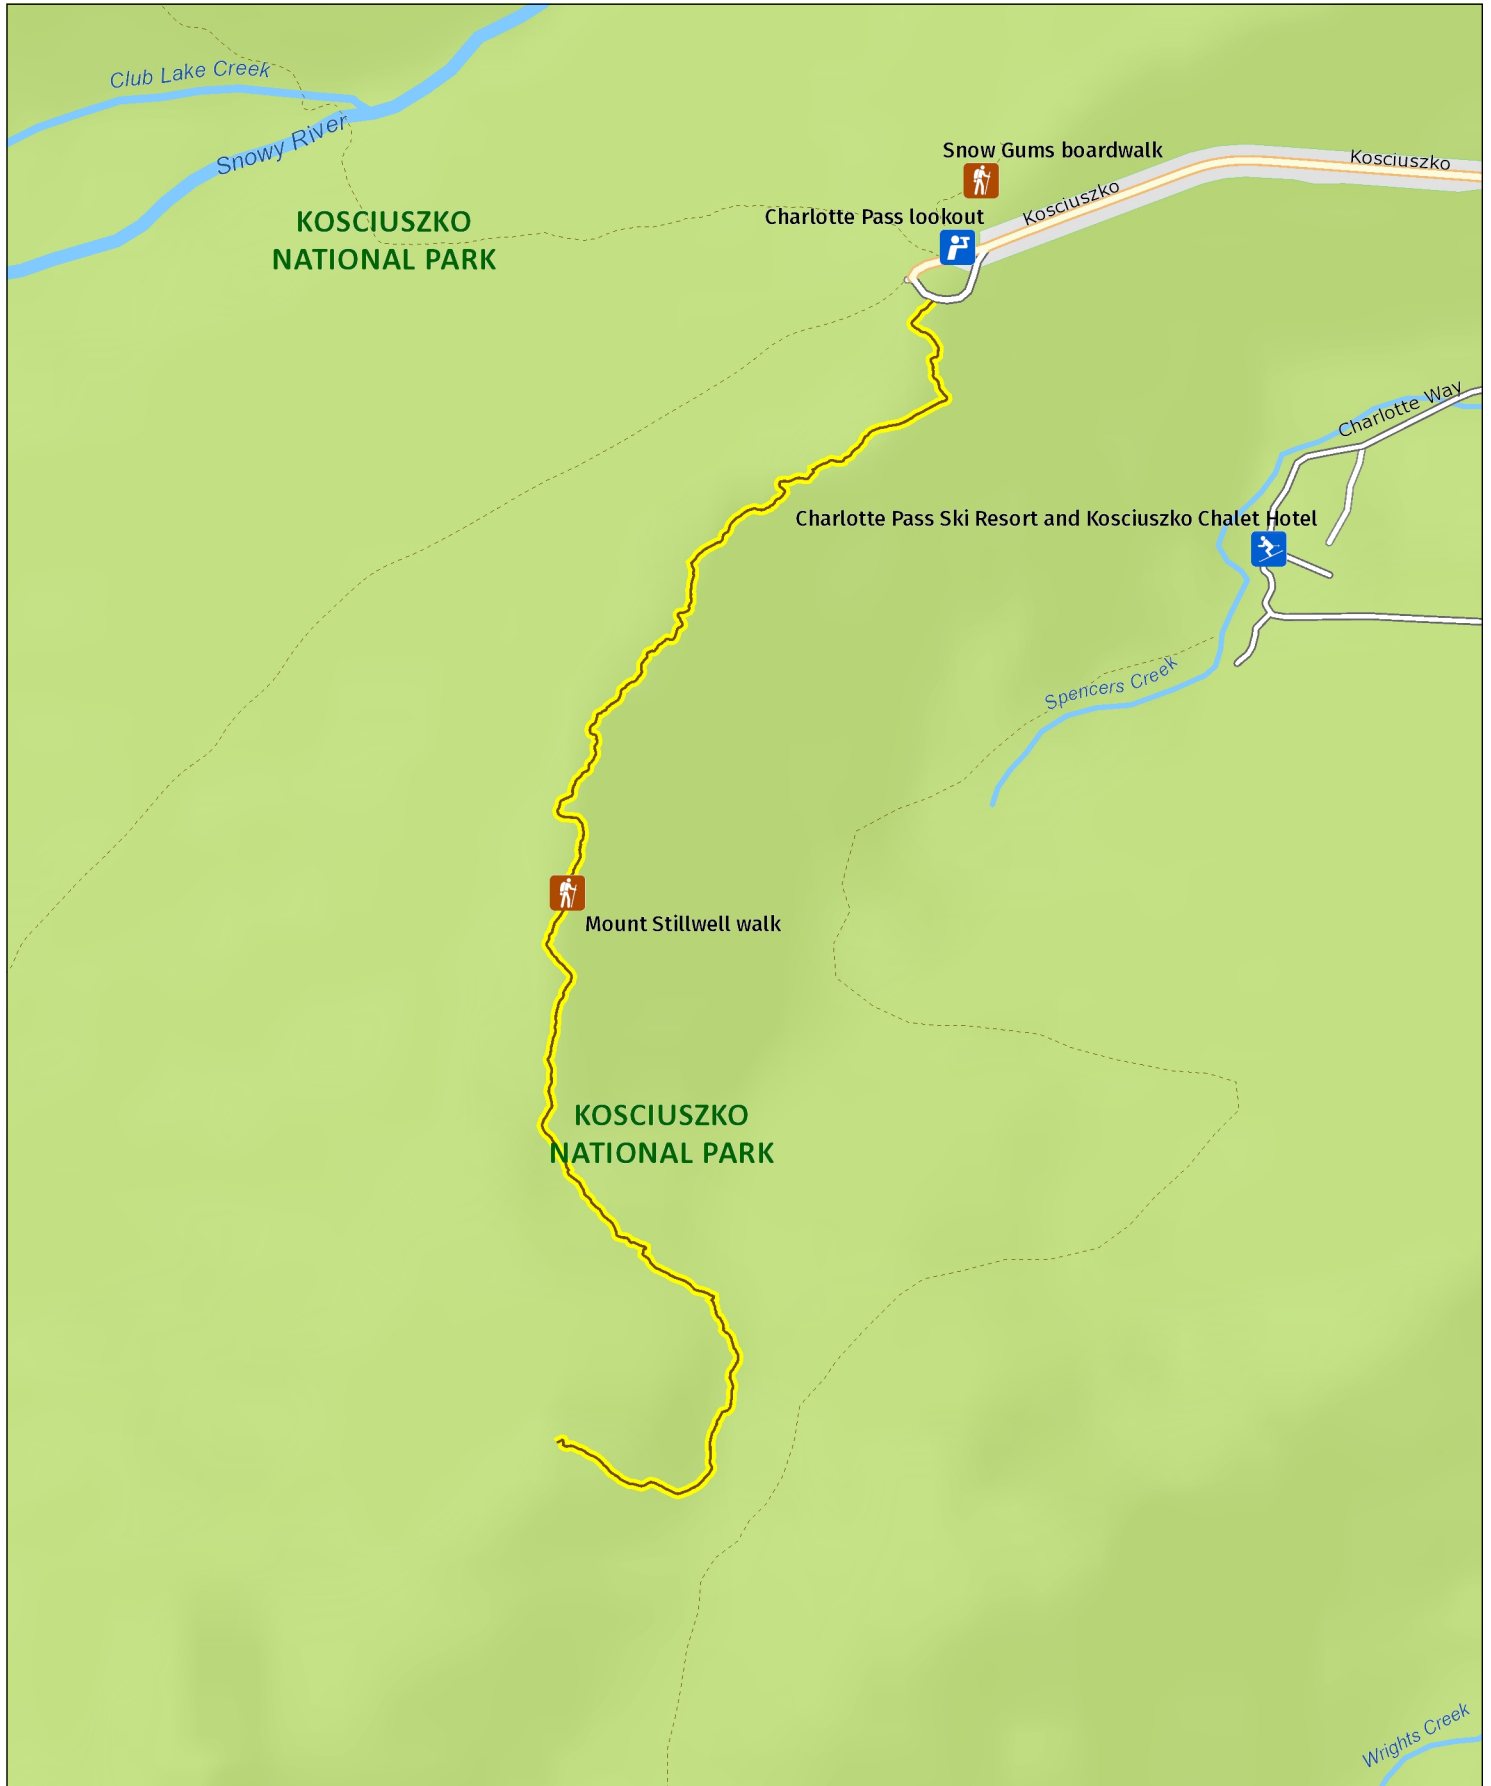 Club Lake Creek
Snowy River
Snow Gums boardwalk
Kosciuszko
Kosciuszko
Charlotte Pass lookout
KOSCIUSZKO
NATIONAL PARK
Charlotte Way
Charlotte Pass Ski Resort and Kosciuszko Chalet Hotel
Spencers Creek
Mount Stillwell walk
KOSCIUSZKO
NATIONAL PARK
Wrights Creek